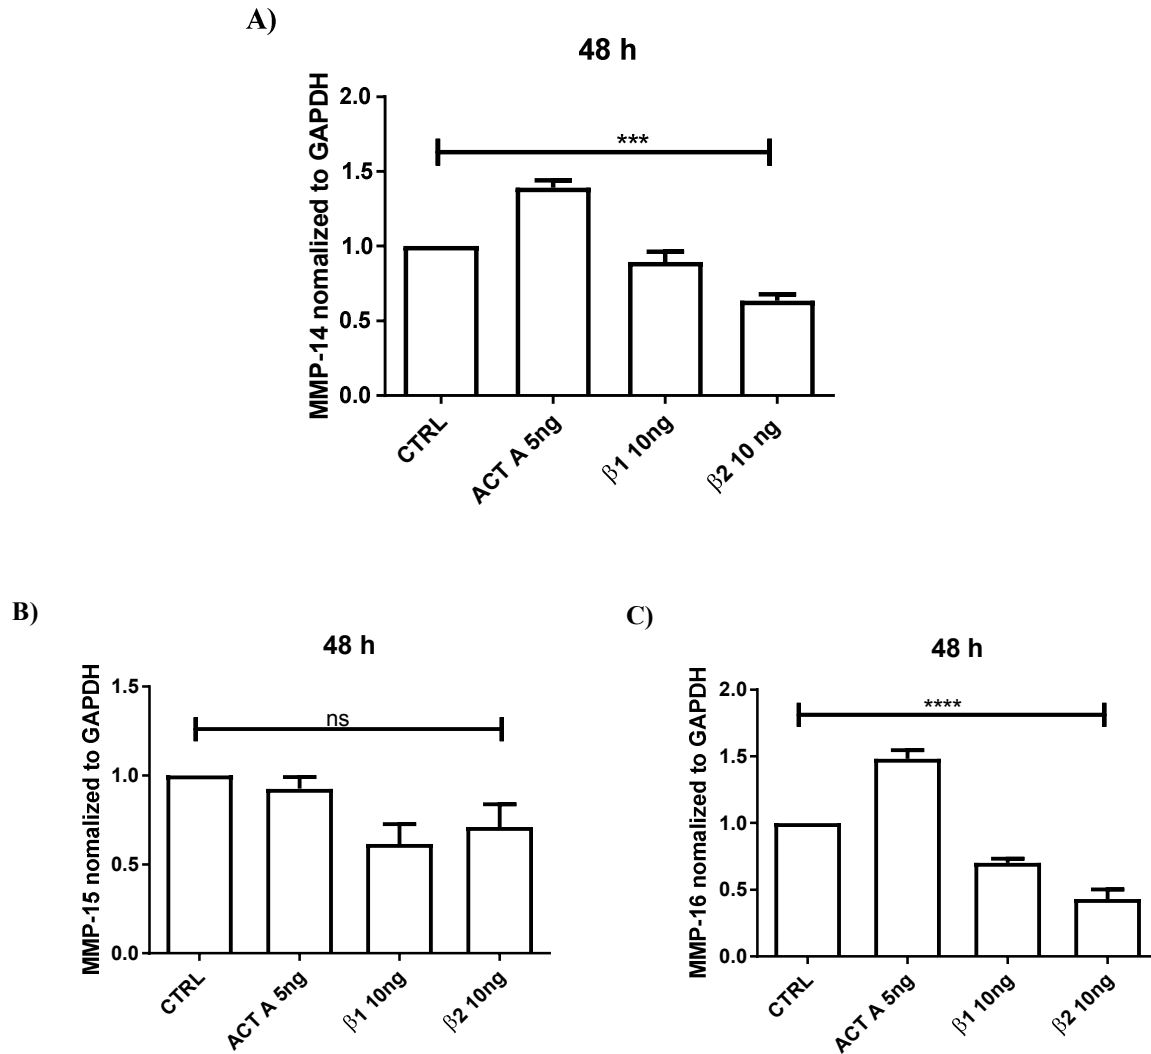 A)
48 h
MMP-14 nomalized to GAPDH
2.0
1.5
1.0
0.5
0.0
***
CTRL
ACT A 5ng
β1 10ng
β2 10 ng
B)
48 h
MMP-15 nomalized to GAPDH
1.5
1.0
0.5
0.0
ns
CTRL
ACT A 5ng
β1 10ng
β2 10ng
C)
48 h
MMP-16 nomalized to GAPDH
2.0
1.5
1.0
0.5
0.0
****
CTRL
ACT A 5ng
β1 10ng
β2 10ng